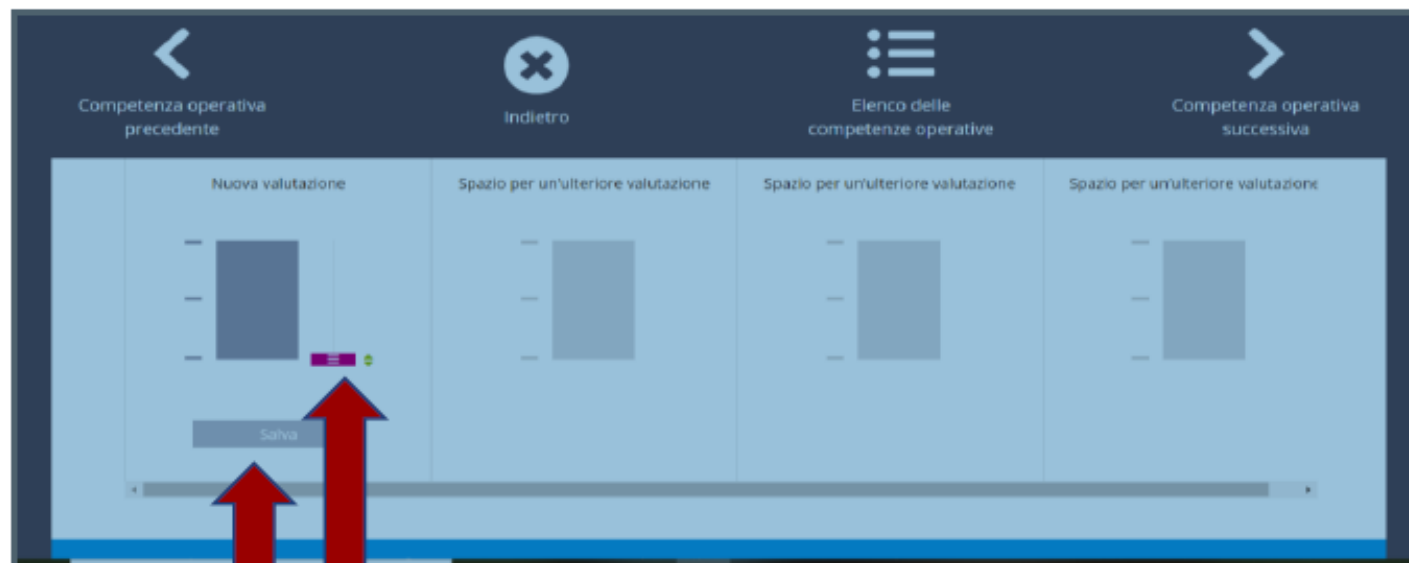 Competenza operativa
precedente
Indietro
Elenco delle
competenze operative
Competenza operativa
successiva
Nuova valutazione
Spazio per un'ulteriore valutazione
Spazio per un'ulteriore valutazione
Spazio per un'ulteriore valutazione
Salva